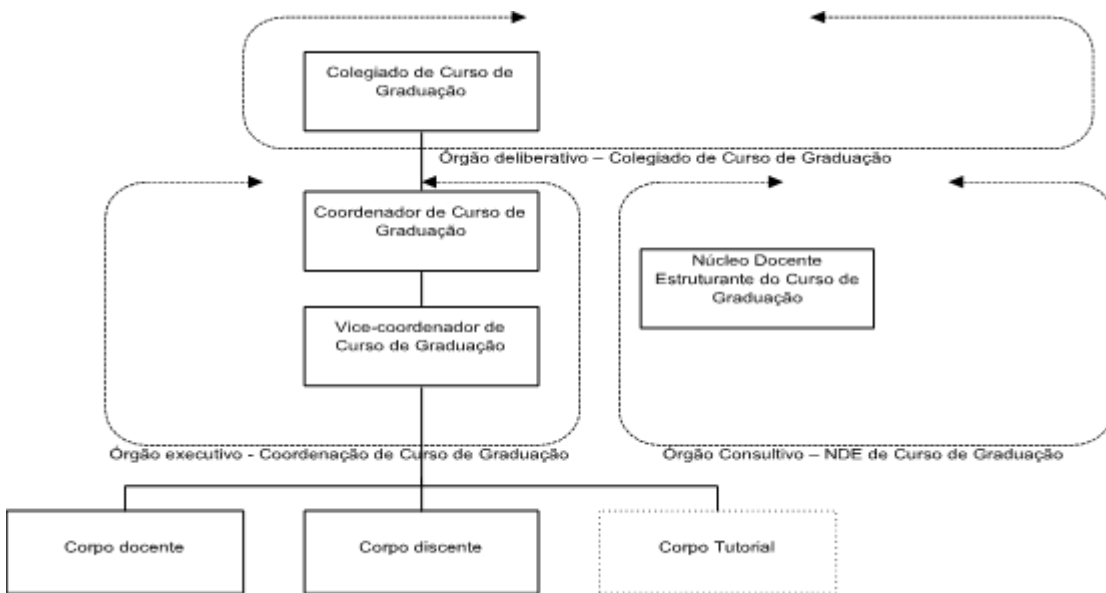 Colegiado de Curso de
Graduação
Órgão deliberativo – Colegiado de Curso de Graduação
Coordenador de Curso de
Graduação
Núcleo Docente
Estruturante do Curso de
Graduação
Vice-coordenador de
Curso de Graduação
Órgão executivo - Coordenação de Curso de Graduação
Órgão Consultivo – NDE de Curso de Graduação
Corpo docente
Corpo discente
Corpo Tutorial